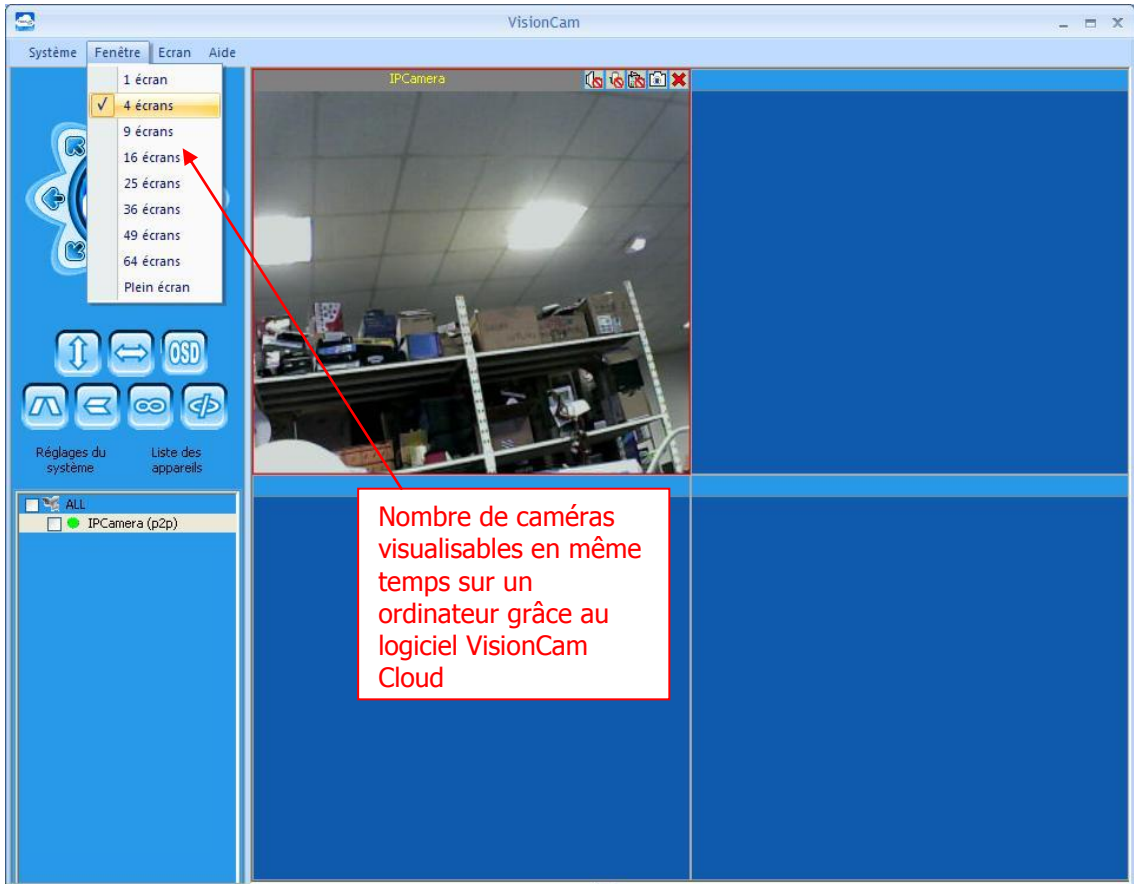 VisionCam
Système Fenêtre Ecran Aide
1 écran
4 écrans
9 écrans
16 écrans
25 écrans
36 écrans
49 écrans
64 écrans
Plein écran
IPCamera
OSD
Réglages du
système
Liste des
appareils
ALL
IPCamera (p2p)
Nombre de caméras
visualisables en même
temps sur un
ordinateur grâce au
logiciel VisionCam
Cloud